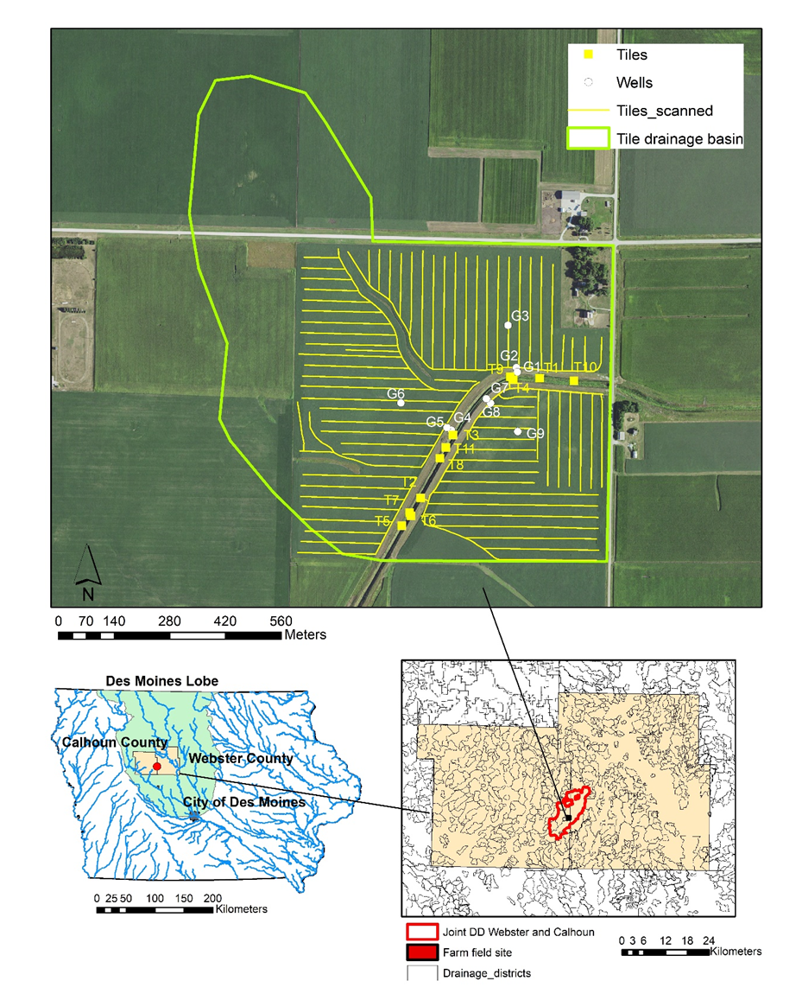 Tiles
Wells
Tiles_scanned
Tile drainage basin
G3
G2
G1
T1
T10
T9
T4
G7
G6
G8
G5
G4
G9
T3
T11
T8
T2
T7
T5
T6
N
0 70 140 280 420 560
Meters
Des Moines Lobe
Calhoun County
Webster County
City of Des Moines
0 25 50 100 150 200
Kilometers
Joint DD Webster and Calhoun
Farm field site
Drainage_districts
0 3 6 12 18 24
Kilometers